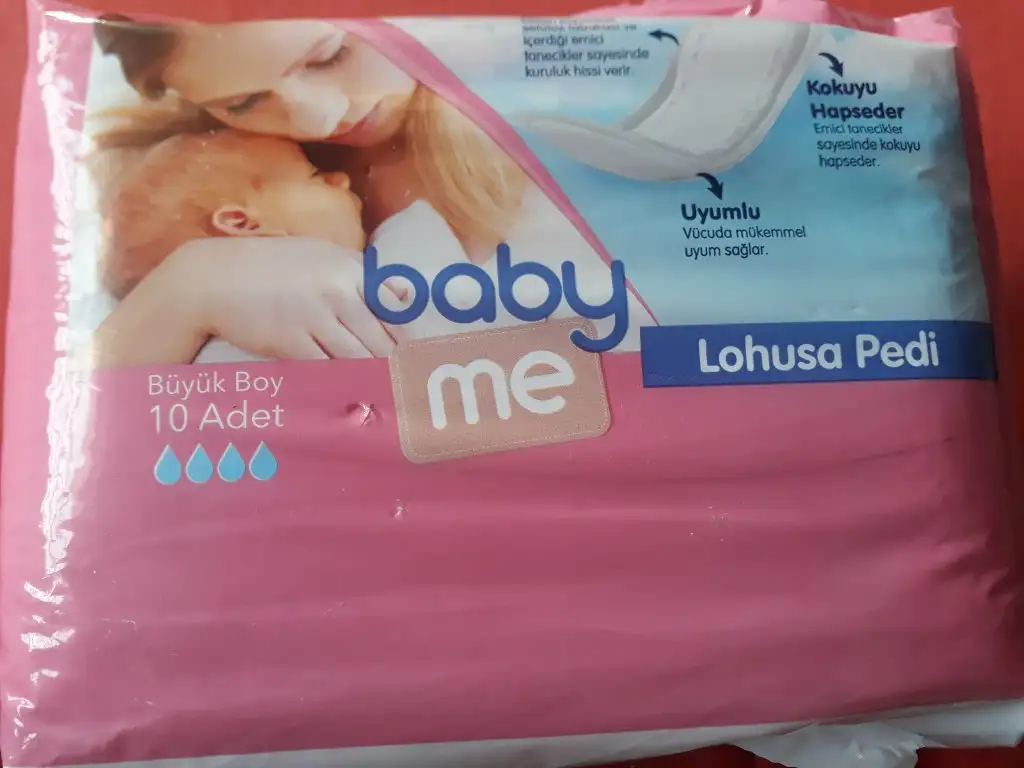 içerdiği emici
tanecikler sayesinde
kuruluk hissi verir.
Kokuyu
Hapseder
Emici tanecikler
sayesinde kokuyu
hapseder.
Uyumlu
Vücuda mükemmel
uyum sağlar.
baby
me
Lohusa Pedi
Büyük Boy
10 Adet